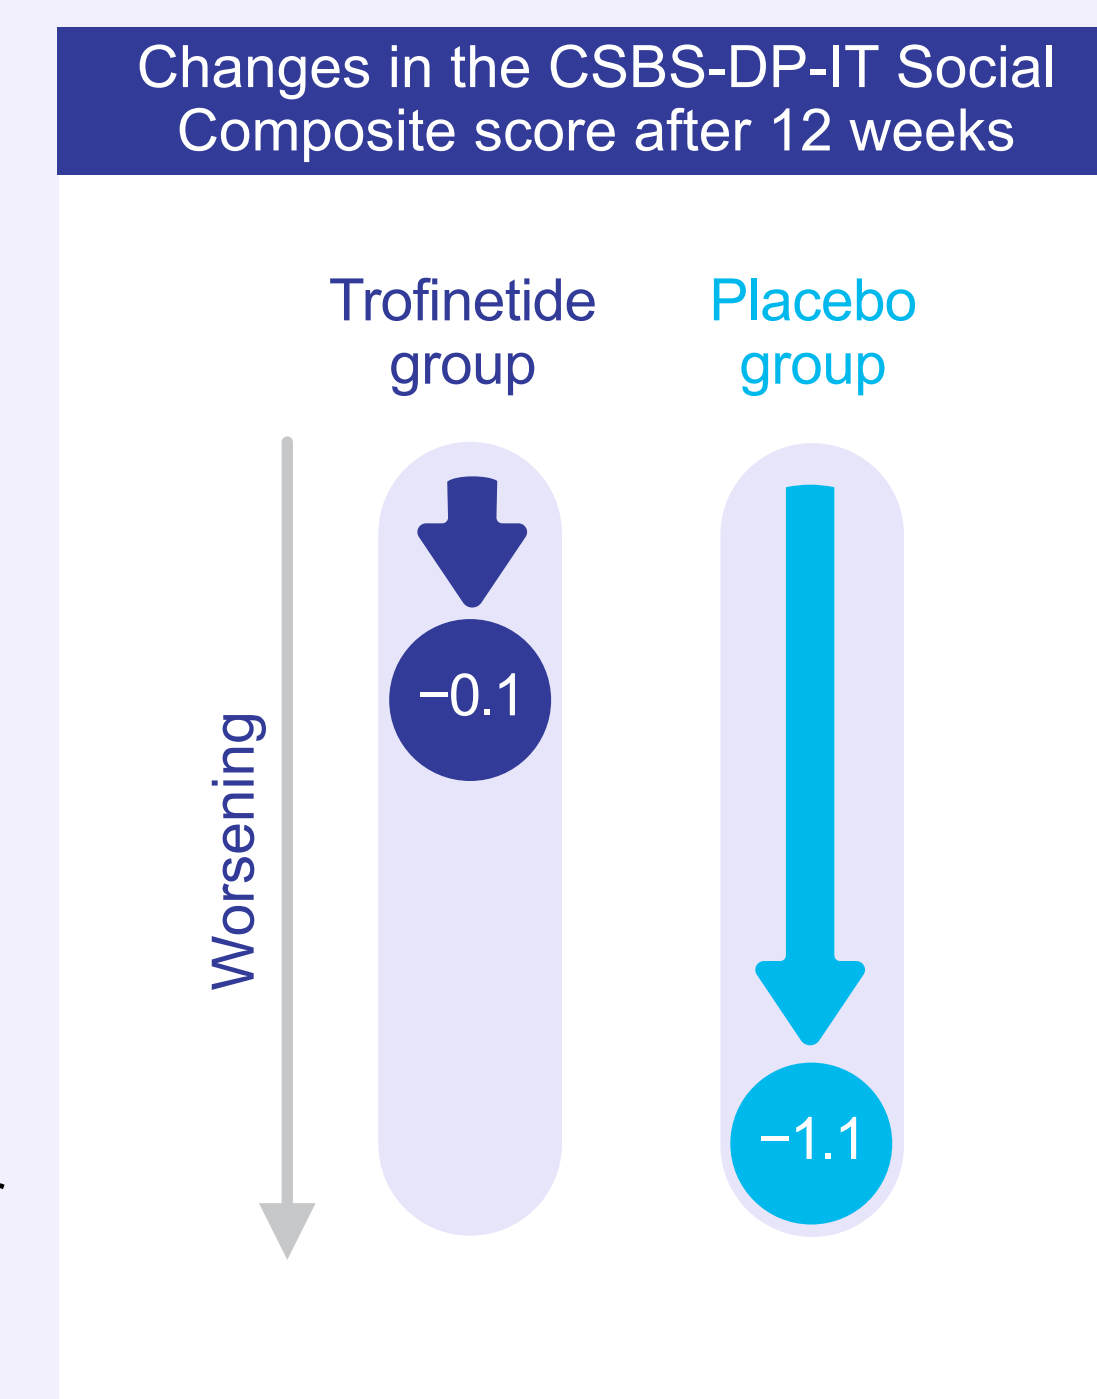 Changes in the CSBS-DP-IT Social
Composite score after 12 weeks
Trofinetide
group
Placebo
group
Worsening
−0.1
−1.1